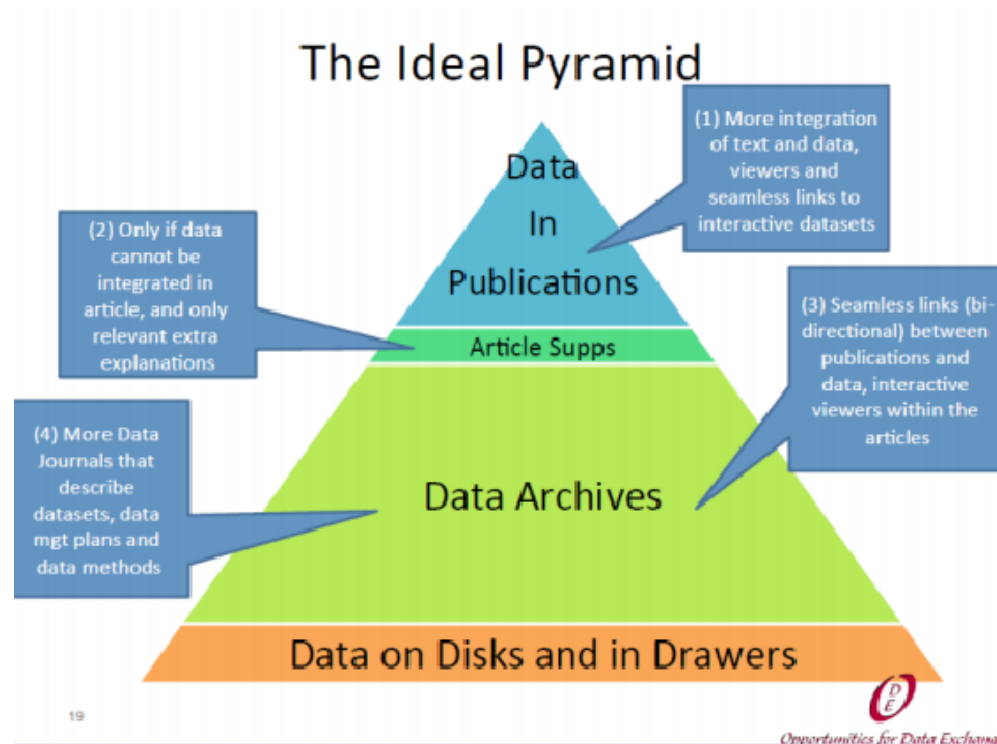 The Ideal Pyramid
(1) More integration
of text and data,
viewers and
seamless links to
interactive datasets
Data
In
Publications
(2) Only if data
cannot be
integrated in
article, and only
relevant extra
explanations
Article Supps
(3) Seamless links (bi-
directional) between
publications and
data, interactive
viewers within the
articles
(4) More Data
Journals that
describe
datasets, data
mgt plans and
data methods
Data Archives
Data on Disks and in Drawers
19
D
E
Opportunities for Data Exchan